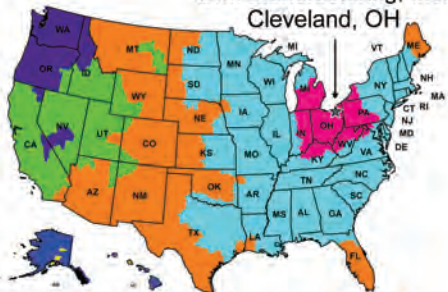 Cleveland, OH
WA
MT
ND
MN
MI
VT
ME
OR
ID
SD
WI
MI
NY
NH
MA
WY
RI
CT
NE
IA
PA
NJ
NV
OH
MD
UT
IL
IN
DE
CA
CO
KS
MO
WV
VA
KY
NC
TN
AZ
NM
OK
AR
SC
MS
AL
GA
TX
LA
FL